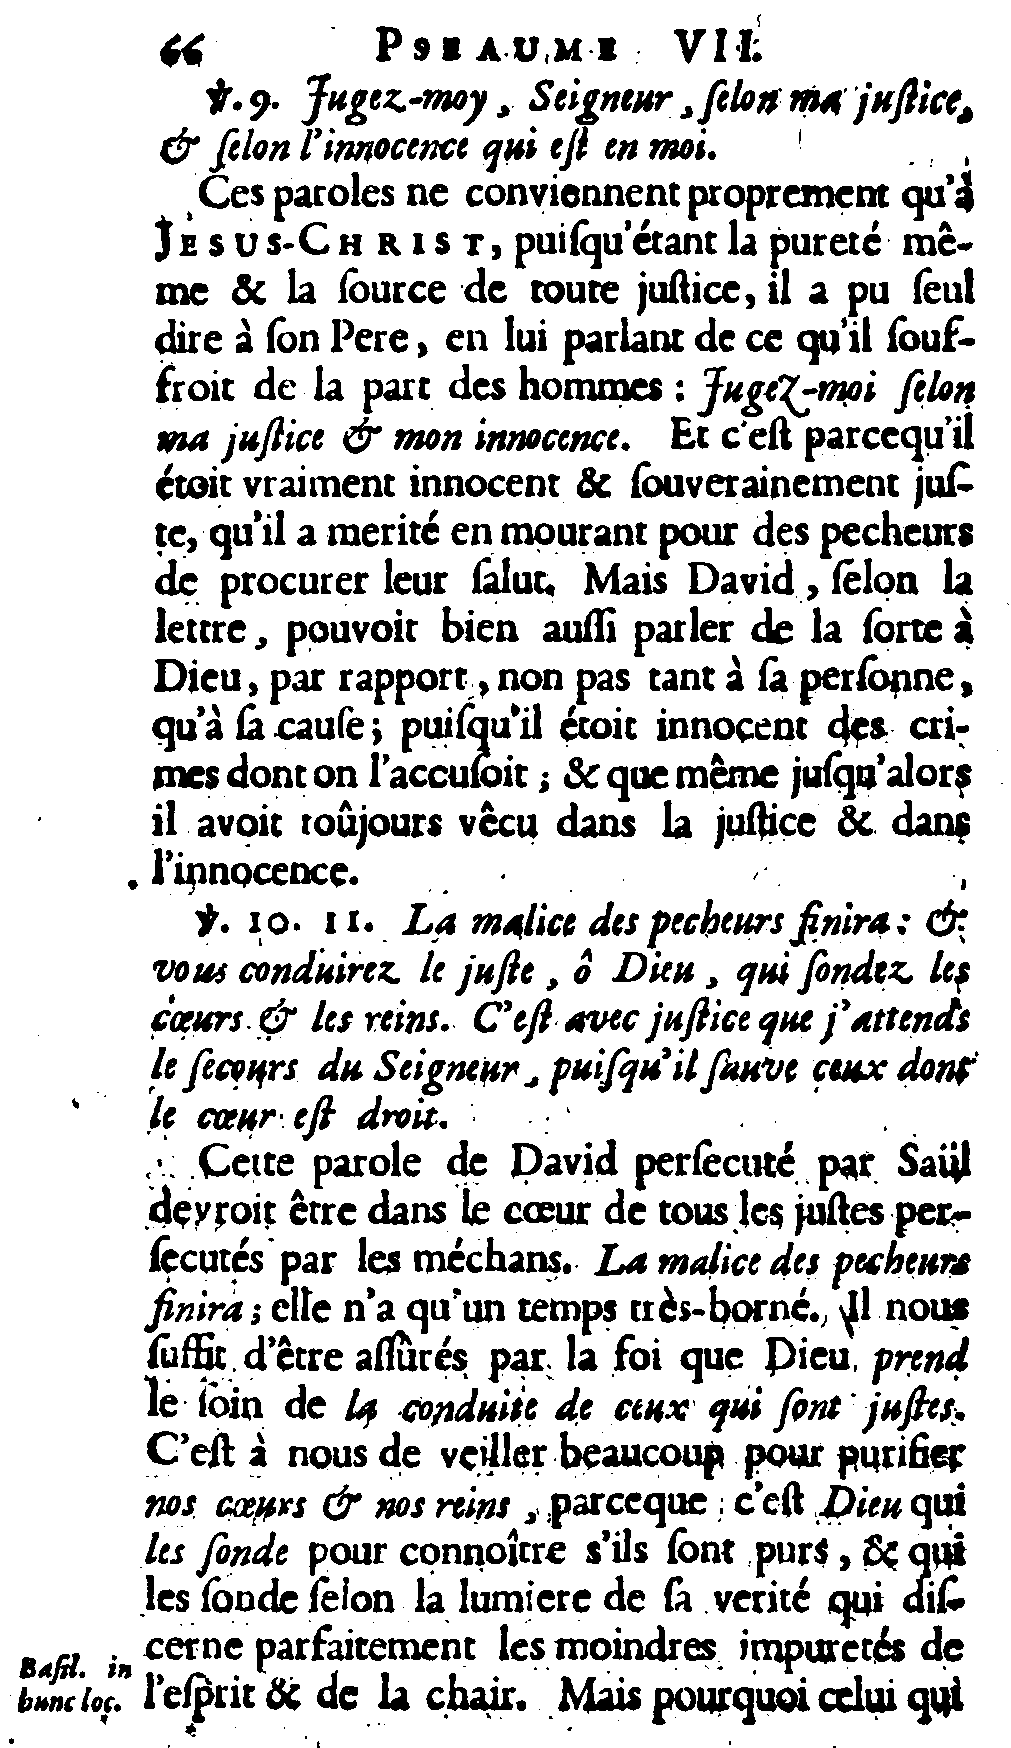 66 PSEAUME VII.
℣. 9. Jugez-moy, Seigneur, ſelon ma juſtice,
& ſelon l'innocence qui eſt en moi.
Ces paroles ne conviennent proprement qu'à
JESUS-CHRIST, puiſqu'étant la pureté mê-
me & la ſource de toute juſtice, il a pu ſeul
dire à ſon Pere, en lui parlant de ce qu'il ſouf-
froit de la part des hommes : Jugez-moi ſelon
ma juſtice & mon innocence. Et c'eſt parcequ'il
étoit vraiment innocent & ſouverainement juſ-
te, qu'il a merité en mourant pour des pecheurs
de procurer leur ſalut. Mais David, ſelon la
lettre, pouvoit bien auſſi parler de la ſorte à
Dieu, par rapport, non pas tant à ſa perſonne,
qu'à ſa cauſe; puiſqu'il étoit innocent des cri-
mes dont on l'accuſoit ; & que même juſqu'alors
il avoit toûjours vêcu dans la juſtice & dans
l'innocence.
℣. 10. 11. La malice des pecheurs finira : &
vous conduirez le juſte, ô Dieu, qui ſondez les
cœurs & les reins. C'eſt avec juſtice que j'attends
le ſecours du Seigneur, puiſqu'il ſauve ceux dont
le cœur eſt droit.
Cette parole de David perſecuté par Saül
devroit être dans le cœur de tous les juſtes per-
ſecutés par les méchans. La malice des pecheurs
finira ; elle n'a qu'un temps très-borné. Il nous
ſuffit d'être aſſûrés par la foi que Dieu prend
le ſoin de la conduite de ceux qui ſont juſtes.
C'eſt à nous de veiller beaucoup pour purifier
nos cœurs & nos reins, parceque c'eſt Dieu qui
les ſonde pour connoître s'ils ſont purs, & qui
les ſonde ſelon la lumiere de ſa verité qui diſ-
cerne parfaitement les moindres impuretés de
l'eſprit & de la chair. Mais pourquoi celui qui
Baſil. in
hunc loc.